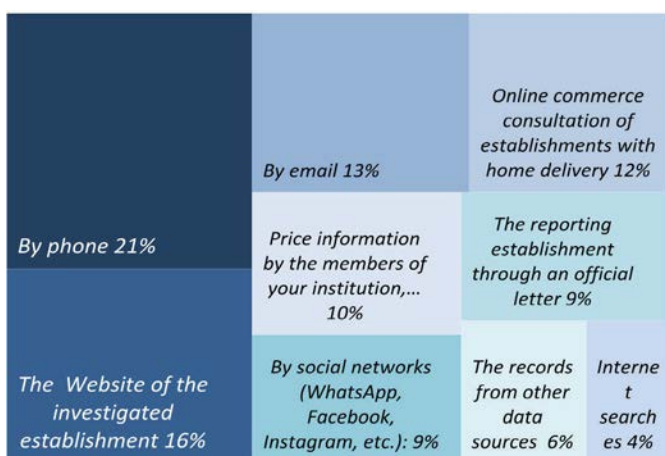 By phone 21%
The Website of the
investigated
establishment 16%
By email 13%
Online commerce
consultation of
establishments with
home delivery 12%
Price information
by the members of
your institution,...
10%
The reporting
establishment
through an official
letter 9%
By social networks
(WhatsApp,
Facebook,
Instagram, etc.): 9%
The records
from other
data
sources 6%
Interne
t
search
es 4%